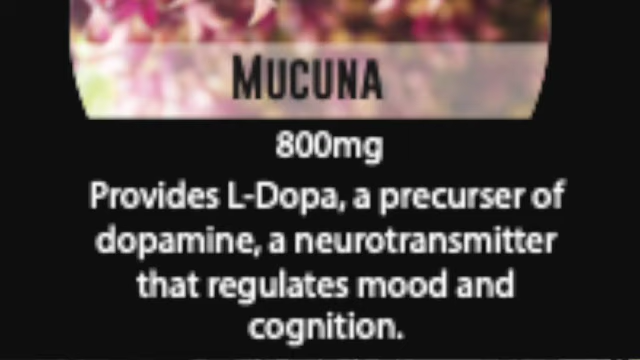 MUCUNA
800mg
Provides L-Dopa, a precurser of
dopamine, a neurotransmitter
that regulates mood and
cognition.